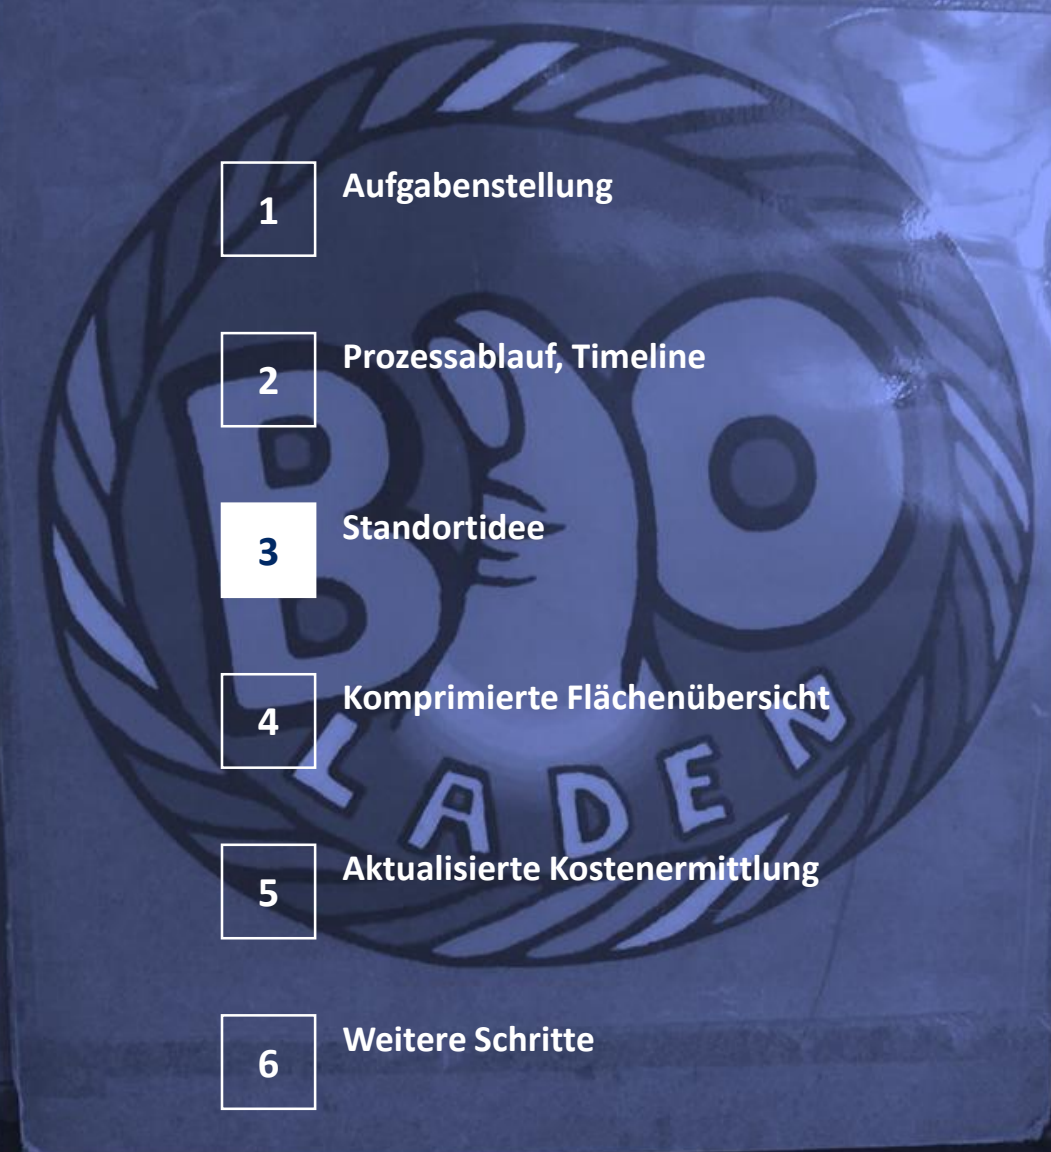 1 Aufgabenstellung
2 Prozessablauf, Timeline
3 Standortidee
4 Komprimierte Flächenübersicht
5 Aktualisierte Kostenermittlung
6 Weitere Schritte
BIO
LADEN